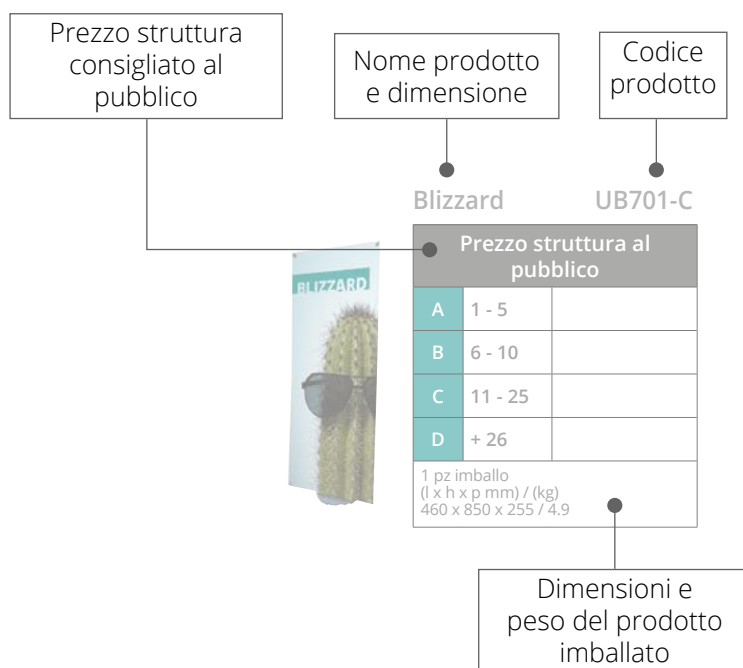 Prezzo struttura
consigliato al
pubblico
Nome prodotto
e dimensione
Codice
prodotto
Blizzard
UB701-C
Prezzo struttura al
pubblico
BLIZZARD
A 1 - 5
B 6 - 10
C 11 - 25
D + 26
1 pz imballo
(l x h x p mm) / (kg)
460 x 850 x 255 / 4.9
Dimensioni e
peso del prodotto
imballato